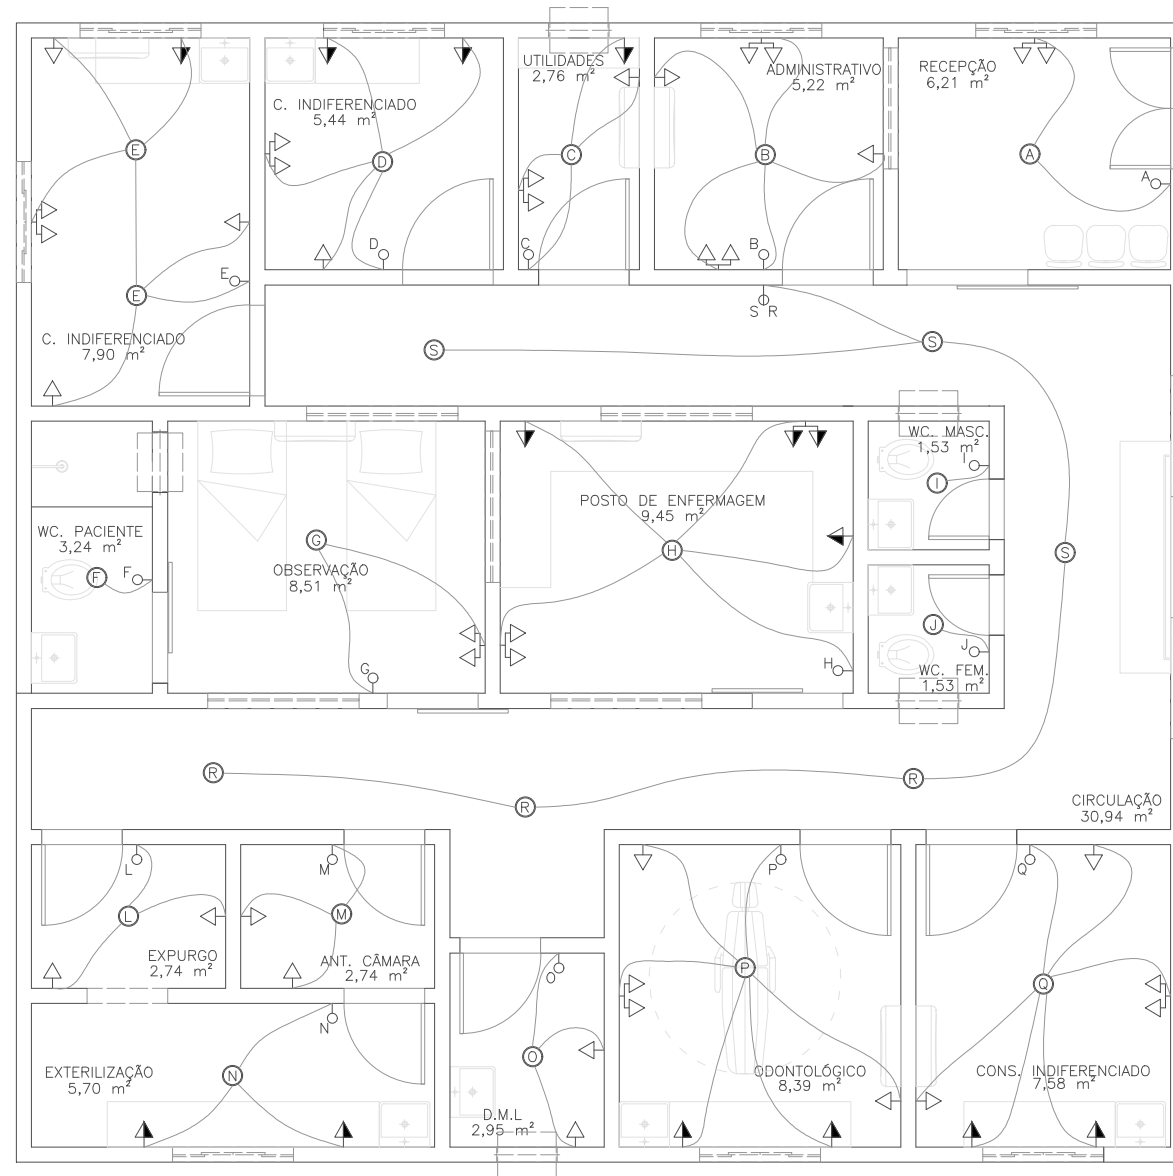 UTILIDADES
2,76 m²
ADMINISTRATIVO
5,22 m²
RECEPÇÃO
6,21 m²
C. INDIFERENCIADO
5,44 m²
E
D
C
B
A
A
D
C
B
E
E
S R
C. INDIFERENCIADO
7,90 m²
S
S
WC. MASC.
1,53 m²
I
I
POSTO DE ENFERMAGEM
9,45 m²
WC. PACIENTE
3,24 m²
G
H
S
OBSERVAÇÃO
8,51 m²
F
F
J
J
G
H
WC. FEM.
1,53 m²
R
R
R
CIRCULAÇÃO
30,94 m²
L
M
P
Q
L
M
EXPURGO
2,74 m²
ANT. CÂMARA
2,74 m²
O
P
Q
N
O
N
EXTERILIZAÇÃO
5,70 m²
ODONTOLÓGICO
8,39 m²
CONS. INDIFERENCIADO
7,58 m²
D.M.L
2,95 m²